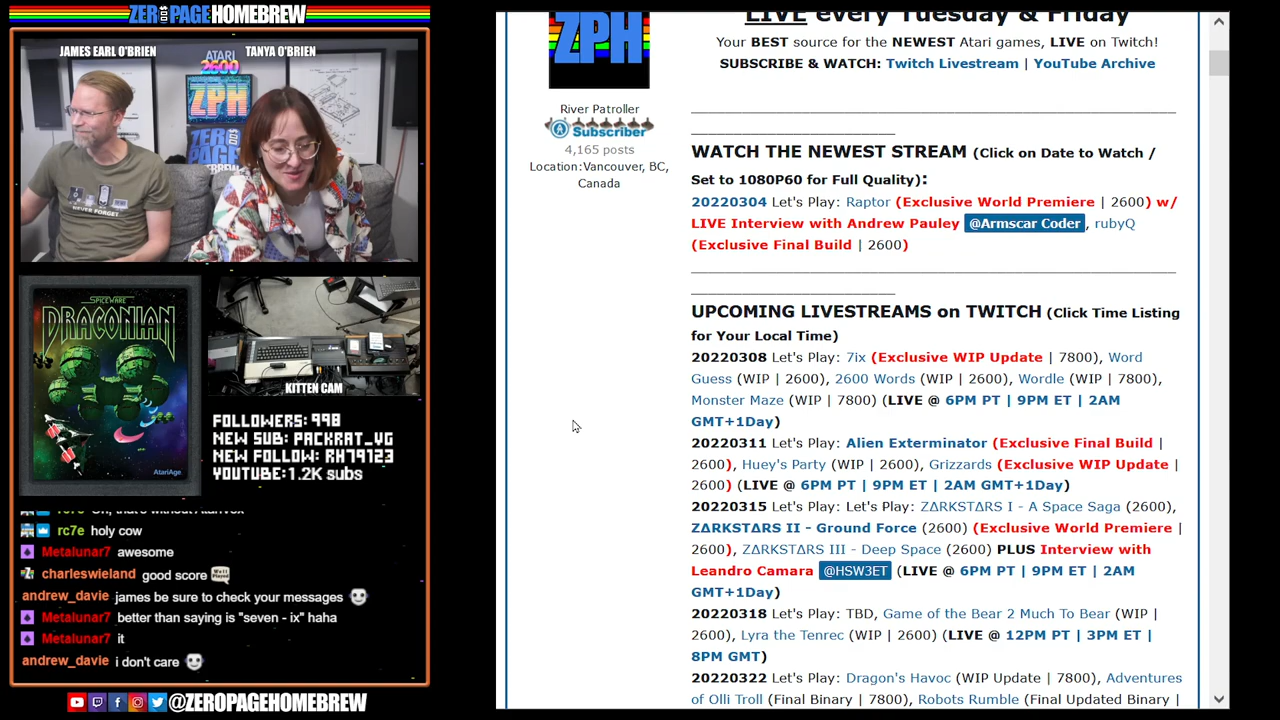 ZERO PAGE HOMEBREW
JAMES EARL O'BRIEN
TANYA O'BRIEN
ATARI
2600
ZPH
NEVER FORGET
SPICEWARE
DRACONIAN
AtariAge
KITTEN CAM
FOLLOWERS: 998
NEW SUB: PACKRAT_VG
NEW FOLLOW: RH79123
YOUTUBE:1.2K subs
rc7e holy cow
Metalunar7 awesome
charleswieland good score
andrew_davie james be sure to check your messages
Metalunar7 better than saying is "seven - ix" haha
Metalunar7 it
andrew_davie i don't care
@ZEROPAGEHOMEBREW
ZPH
River Patroller
Subscriber
4,165 posts
Location:Vancouver, BC,
Canada
LIVE every Tuesday & Friday
Your BEST source for the NEWEST Atari games, LIVE on Twitch!
SUBSCRIBE & WATCH: Twitch Livestream | YouTube Archive
WATCH THE NEWEST STREAM (Click on Date to Watch /
Set to 1080P60 for Full Quality):
20220304 Let's Play: Raptor (Exclusive World Premiere | 2600) w/
LIVE Interview with Andrew Pauley @Armscar Coder, rubyQ
(Exclusive Final Build | 2600)
UPCOMING LIVESTREAMS on TWITCH (Click Time Listing
for Your Local Time)
20220308 Let's Play: 7ix (Exclusive WIP Update | 7800), Word
Guess (WIP | 2600), 2600 Words (WIP | 2600), Wordle (WIP | 7800),
Monster Maze (WIP | 7800) (LIVE @ 6PM PT | 9PM ET | 2AM
GMT+1Day)
20220311 Let's Play: Alien Exterminator (Exclusive Final Build |
2600), Huey's Party (WIP | 2600), Grizzards (Exclusive WIP Update |
2600) (LIVE @ 6PM PT | 9PM ET | 2AM GMT+1Day)
20220315 Let's Play: Let's Play: ZΔRKSTΔRS I - A Space Saga (2600),
ZΔRKSTΔRS II - Ground Force (2600) (Exclusive World Premiere |
2600), ZΔRKSTΔRS III - Deep Space (2600) PLUS Interview with
Leandro Camara @HSW3ET (LIVE @ 6PM PT | 9PM ET | 2AM
GMT+1Day)
20220318 Let's Play: TBD, Game of the Bear 2 Much To Bear (WIP |
2600), Lyra the Tenrec (WIP | 2600) (LIVE @ 12PM PT | 3PM ET |
8PM GMT)
20220322 Let's Play: Dragon's Havoc (WIP Update | 7800), Adventures
of Olli Troll (Final Binary | 7800), Robots Rumble (Final Updated Binary |